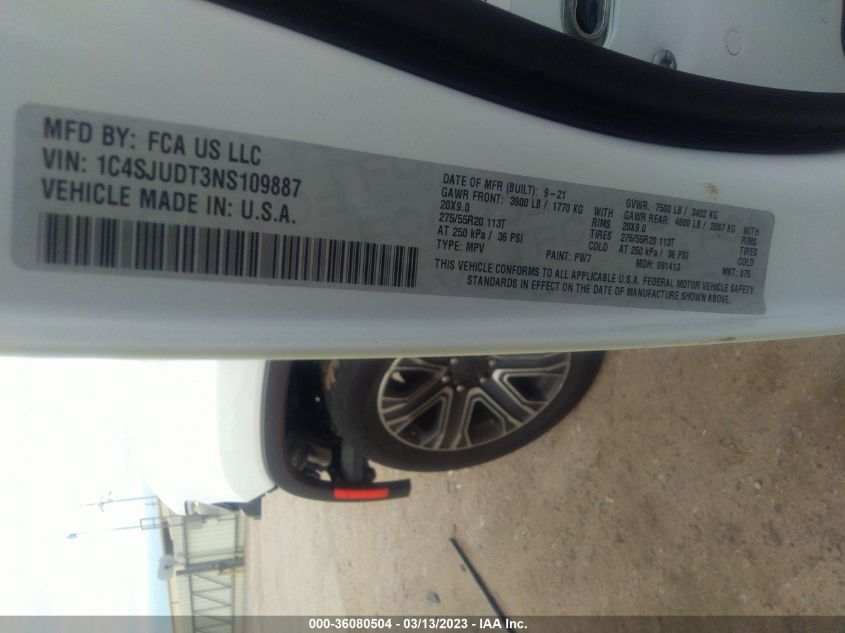 MFD BY: FCA US LLC
VIN: 1C4SJUDT3NS109887
VEHICLE MADE IN: U.S.A.
DATE OF MFR (BUILT): 9-21
GAWR FRONT: 3900 LB / 1770 KG WITH
20X9.0 RIMS
275/55R20 113T TIRES
AT 250 kPa / 36 PSI COLD
TYPE: MPV PAINT: PW7
GVWR: 7500 LB / 3402 KG
GAWR REAR: 4600 LB / 2087 KG WITH
20X9.0 RIMS
275/55R20 113T TIRES
AT 250 kPa / 36 PSI COLD
MDH: 091413 MKT: 875
THIS VEHICLE CONFORMS TO ALL APPLICABLE U.S.A. FEDERAL MOTOR VEHICLE SAFETY
STANDARDS IN EFFECT ON THE DATE OF MANUFACTURE SHOWN ABOVE.
000-36080504 / 03/13/2023 - IAA Inc.